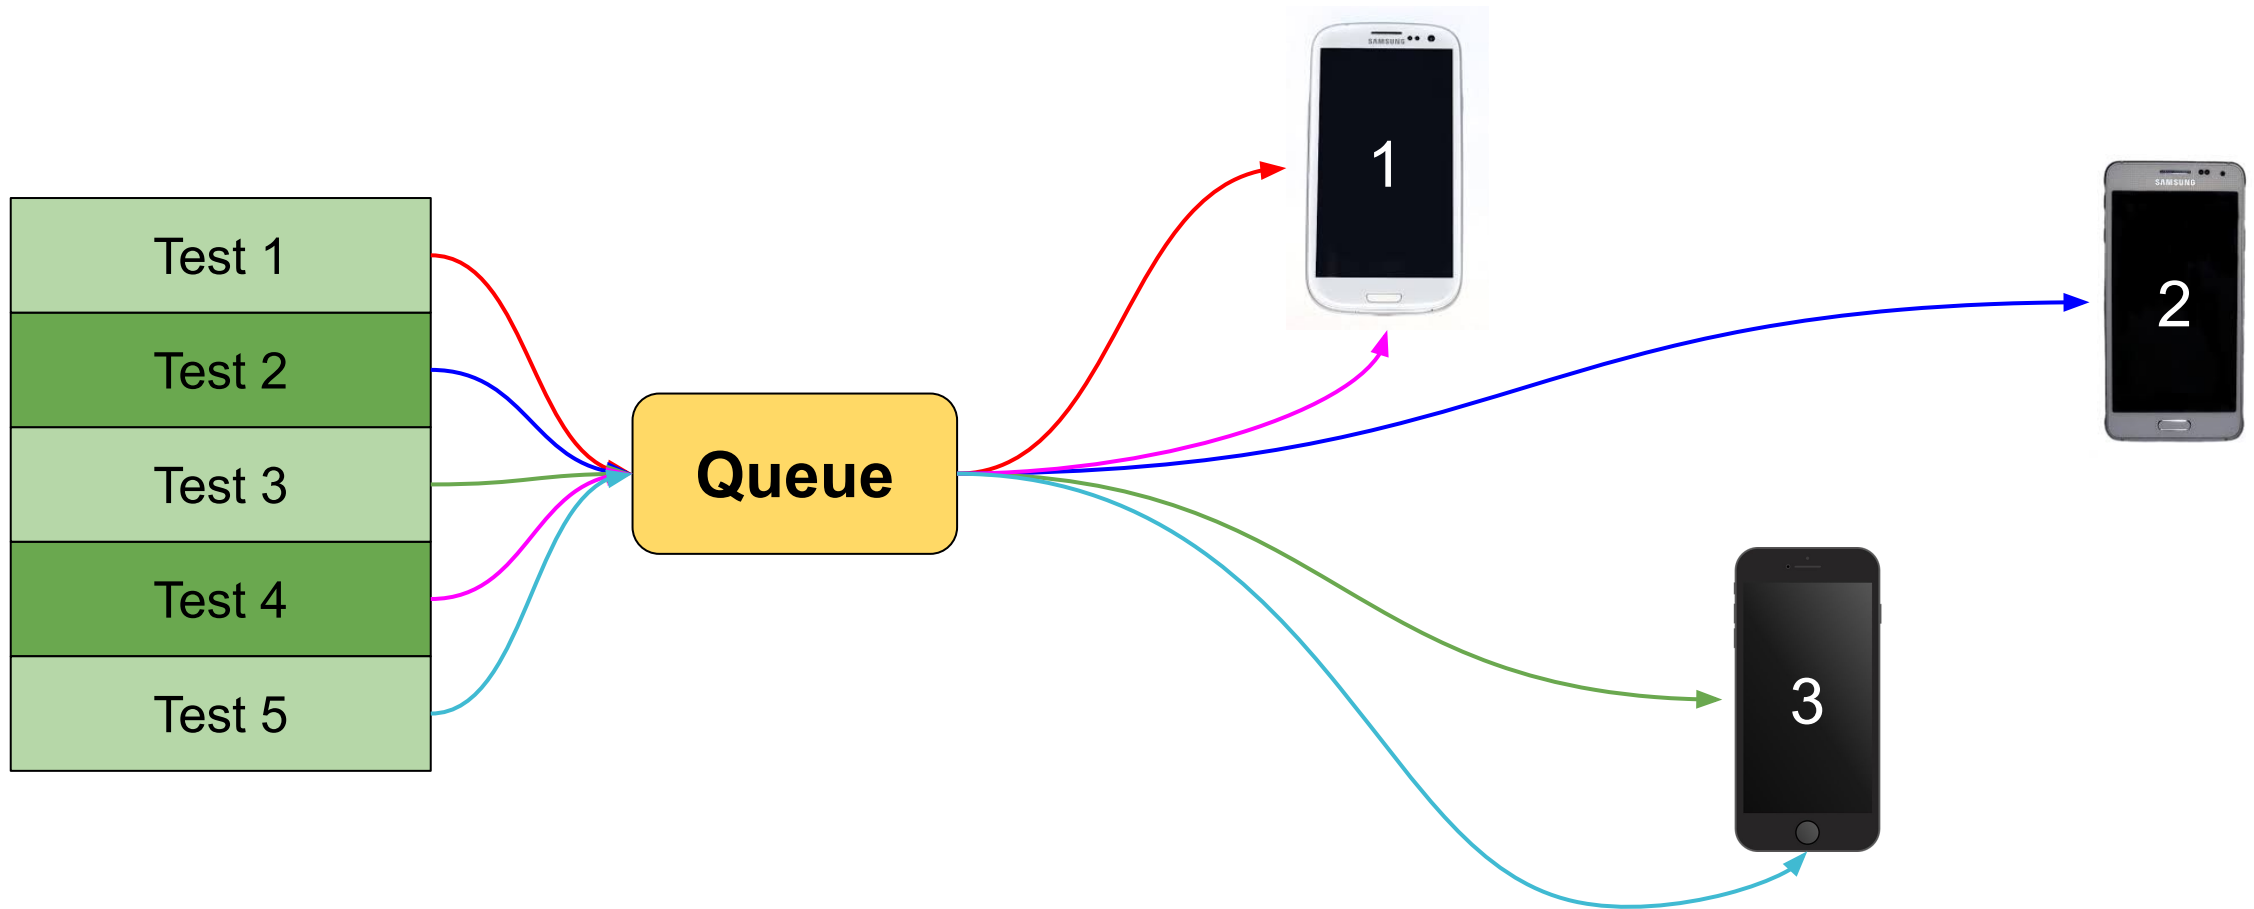 Test 1
Test 2
Test 3
Test 4
Test 5
Queue
SAMSUNG
1
SAMSUNG
2
3